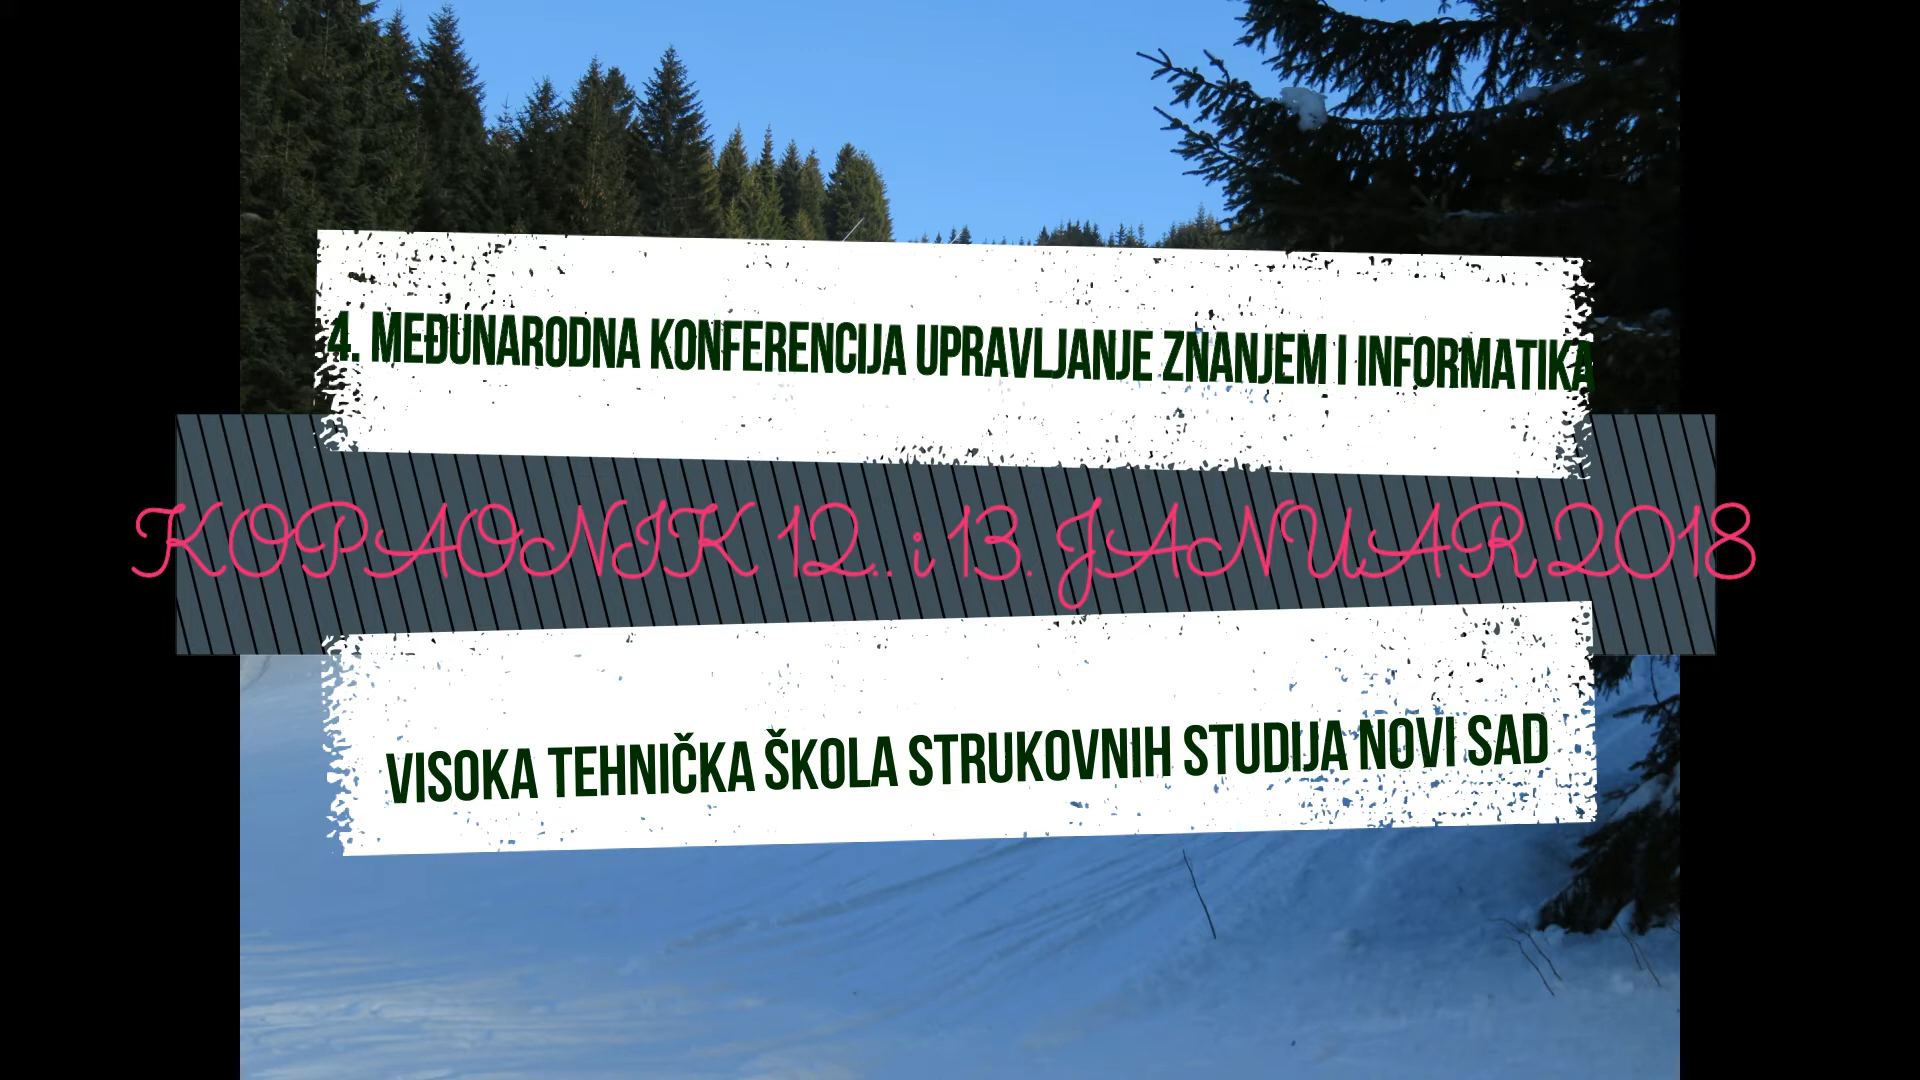 4. MEĐUNARODNA KONFERENCIJA UPRAVLJANJE ZNANJEM I INFORMATIKA
KOPAONIK 12.. i 13. JANUAR 2018
VISOKA TEHNIČKA ŠKOLA STRUKOVNIH STUDIJA NOVI SAD